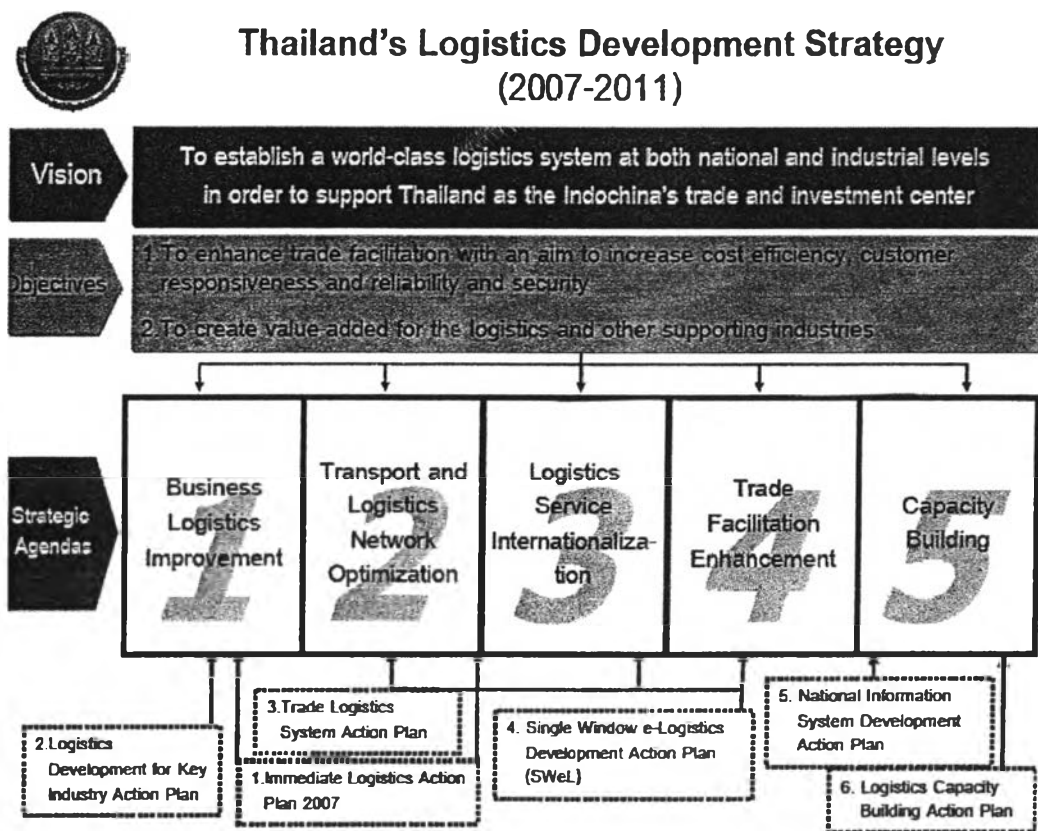 Thailand's Logistics Development Strategy
(2007-2011)
Vision
To establish a world-class logistics system at both national and industrial levels
in order to support Thailand as the Indochina's trade and investment center
Objectives
1.To enhance trade facilitation with an aim to increase cost efficiency, customer
responsiveness and reliability and security
2.To create value added for the logistics and other supporting industries
Strategic
Agendas
1
Business
Logistics
Improvement
2
Transport and
Logistics
Network
Optimization
3
Logistics
Service
Internationaliza-
tion
4
Trade
Facilitation
Enhancement
5
Capacity
Building
2.Logistics
Development for Key
Industry Action Plan
3.Trade Logistics
System Action Plan
1.Immediate Logistics Action
Plan 2007
4. Single Window e-Logistics
Development Action Plan
(SWeL)
5. National Information
System Development
Action Plan
6. Logistics Capacity
Building Action Plan